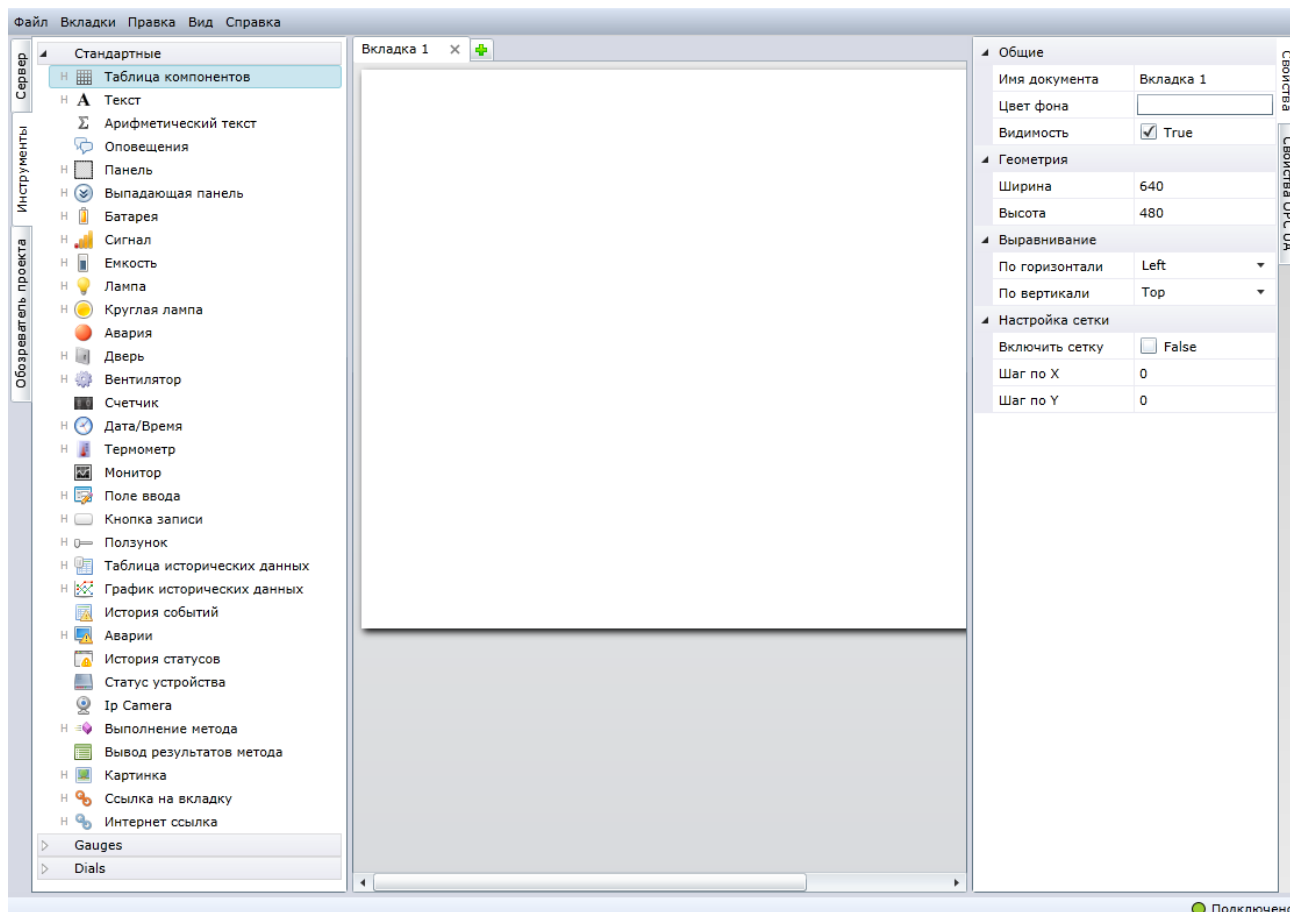 Файл Вкладки Правка Вид Справка
Сервер
Инструменты
Обозреватель проекта
Стандартные
H Таблица компонентов
H A Текст
Σ Арифметический текст
Оповещения
H Панель
H Выпадающая панель
H Батарея
H Сигнал
H Емкость
H Лампа
H Круглая лампа
Авария
H Дверь
H Вентилятор
Счетчик
H Дата/Время
H Термометр
Монитор
H Поле ввода
H Кнопка записи
H Ползунок
H Таблица исторических данных
H График исторических данных
История событий
H Аварии
История статусов
Статус устройства
Ip Camera
H Выполнение метода
Вывод результатов метода
H Картинка
H Ссылка на вкладку
H Интернет ссылка
Gauges
Dials
Вкладка 1
Общие
Имя документа Вкладка 1
Цвет фона
Видимость True
Геометрия
Ширина 640
Высота 480
Выравнивание
По горизонтали Left
По вертикали Top
Настройка сетки
Включить сетку False
Шаг по X 0
Шаг по Y 0
Свойства
Свойства OPC UA
Подключено